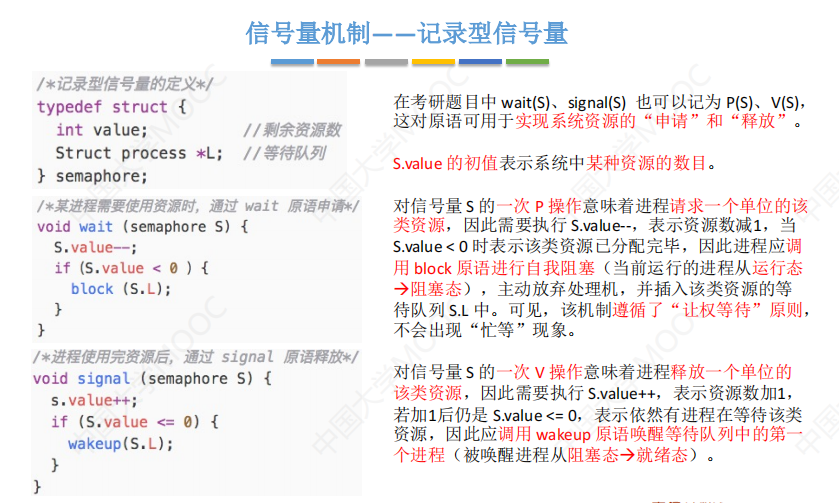 信号量机制——记录型信号量
/*记录型信号量的定义*/
typedef struct {
int value; //剩余资源数
Struct process *L; //等待队列
} semaphore;
/*某进程需要使用资源时，通过 wait 原语申请*/
void wait (semaphore S) {
S.value--;
if (S.value < 0 ) {
block (S.L);
}
}
/*进程使用完资源后，通过 signal 原语释放*/
void signal (semaphore S) {
s.value++;
if (S.value <= 0) {
wakeup(S.L);
}
}
在考研题目中 wait(S)、signal(S) 也可以记为 P(S)、V(S)，
这对原语可用于实现系统资源的“申请”和“释放”。
S.value 的初值表示系统中某种资源的数目。
对信号量 S 的一次 P 操作意味着进程请求一个单位的该
类资源，因此需要执行 S.value--，表示资源数减1，当
S.value < 0 时表示该类资源已分配完毕，因此进程应调
用 block 原语进行自我阻塞（当前运行的进程从运行态
→阻塞态），主动放弃处理机，并插入该类资源的等
待队列 S.L 中。可见，该机制遵循了“让权等待”原则，
不会出现“忙等”现象。
对信号量 S 的一次 V 操作意味着进程释放一个单位的
该类资源，因此需要执行 S.value++，表示资源数加1，
若加1后仍是 S.value <= 0，表示依然有进程在等待该类
资源，因此应调用 wakeup 原语唤醒等待队列中的第一
个进程（被唤醒进程从阻塞态→就绪态）。
中国大学MOOC